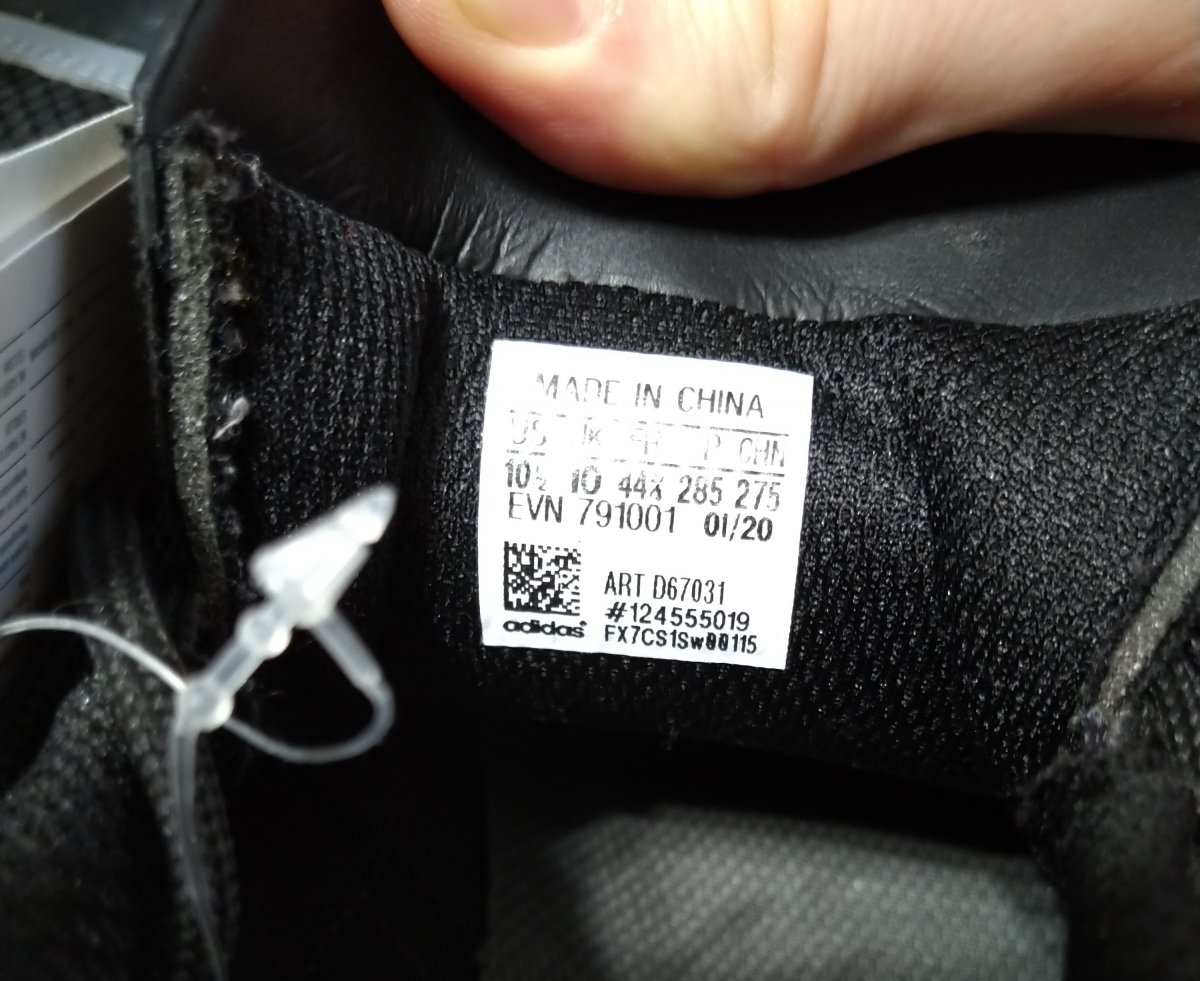 MADE IN CHINA
US UK FR JP CHN
10½ 10 44⅔ 285 275
EVN 791001 01/20
ART D67031
#124555019
adidas
FX7CS1Sw00115